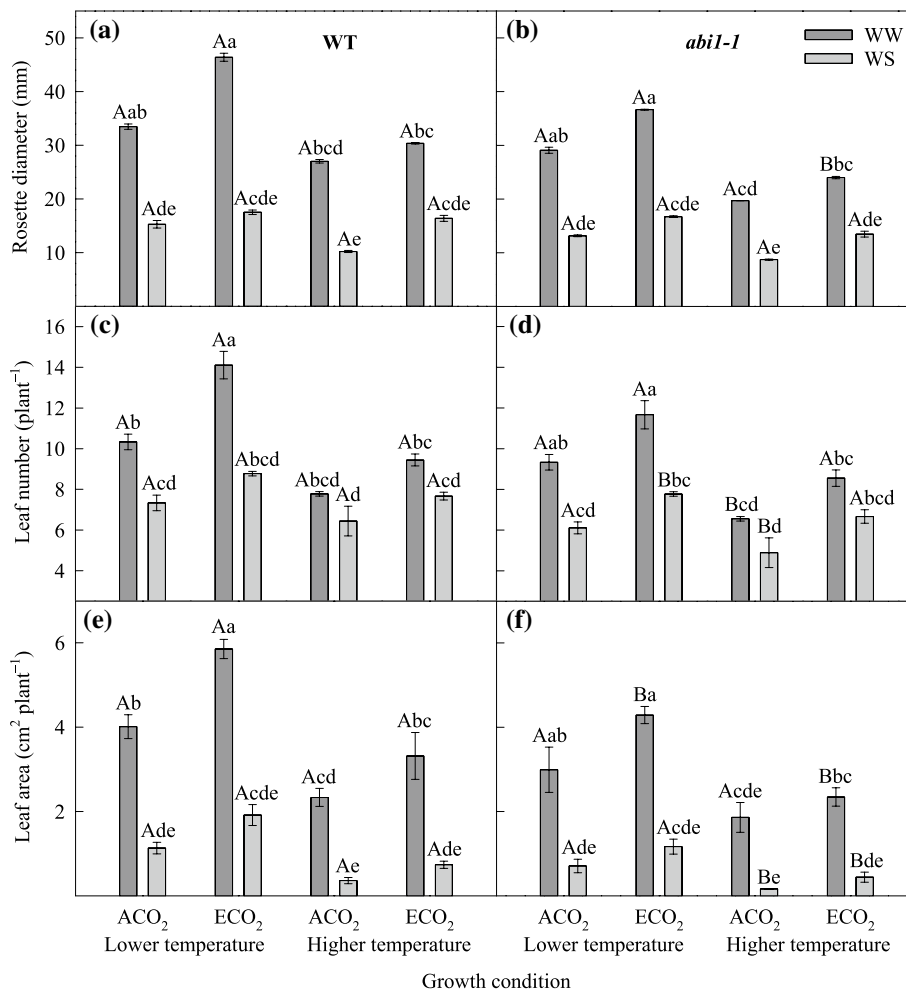 (a) WT
(b) abi1-1
WW
WS
Rosette diameter (mm)
50
40
30
20
10
Aab
Ade
Aa
Acde
Abcd
Ae
Abc
Acde
Aab
Acd
Aa
Acde
Acd
Ae
Bbc
Ade
(c)
(d)
Leaf number (plant⁻¹)
16
14
12
10
8
6
4
Ab
Acd
Aa
Abcd
Abcd
Ad
Abc
Acd
Aab
Acd
Aa
Bbc
Bcd
Bd
Abc
Abcd
(e)
(f)
Leaf area (cm² plant⁻¹)
6
4
2
Ab
Ade
Aa
Acde
Acd
Ae
Abc
Ade
Aab
Ade
Ba
Acde
Acde
Be
Bbc
Bde
ACO₂ ECO₂ ACO₂ ECO₂ ACO₂ ECO₂ ACO₂ ECO₂
Lower temperature Higher temperature Lower temperature Higher temperature
Growth condition